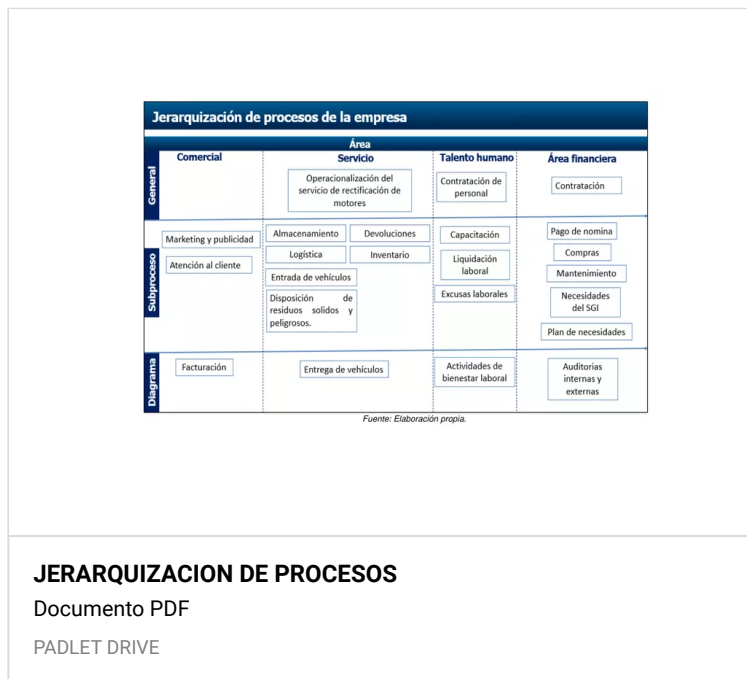 Jerarquización de procesos de la empresa
Área
Comercial
Servicio
Talento humano
Área financiera
General
Operacionalización del
servicio de rectificación de
motores
Contratación de
personal
Contratación
Subproceso
Marketing y publicidad
Atención al cliente
Almacenamiento
Devoluciones
Logística
Inventario
Entrada de vehículos
Disposición de
residuos solidos y
peligrosos.
Capacitación
Liquidación
laboral
Excusas laborales
Pago de nomina
Compras
Mantenimiento
Necesidades
del SGI
Plan de necesidades
Diagrama
Facturación
Entrega de vehículos
Actividades de
bienestar laboral
Auditorias
internas y
externas
Fuente: Elaboración propia.
JERARQUIZACION DE PROCESOS
Documento PDF
PADLET DRIVE